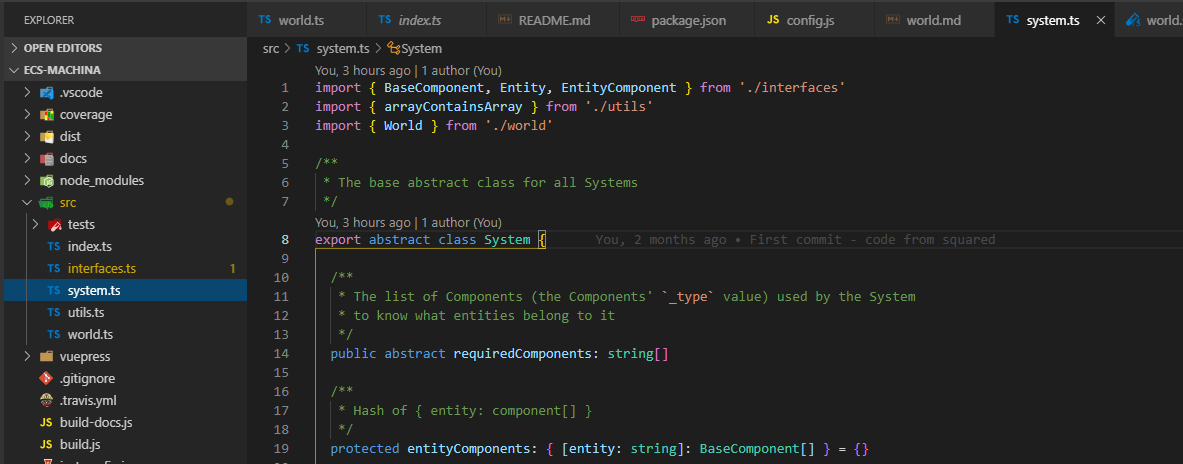 EXPLORER
OPEN EDITORS
ECS-MACHINA
.vscode
coverage
dist
docs
node_modules
src
tests
TS index.ts
TS interfaces.ts 1
TS system.ts
TS utils.ts
TS world.ts
vuepress
.gitignore
.travis.yml
JS build-docs.js
JS build.js
TS world.ts TS index.ts README.md package.json JS config.js world.md TS system.ts × world.
src > TS system.ts > System
You, 3 hours ago | 1 author (You)
1 import { BaseComponent, Entity, EntityComponent } from './interfaces'
2 import { arrayContainsArray } from './utils'
3 import { World } from './world'
4
5 /**
6 * The base abstract class for all Systems
7 */
You, 3 hours ago | 1 author (You)
8 export abstract class System { You, 2 months ago • First commit - code from squared
9
10 /**
11 * The list of Components (the Components' `_type` value) used by the System
12 * to know what entities belong to it
13 */
14 public abstract requiredComponents: string[]
15
16 /**
17 * Hash of { entity: component[] }
18 */
19 protected entityComponents: { [entity: string]: BaseComponent[] } = {}